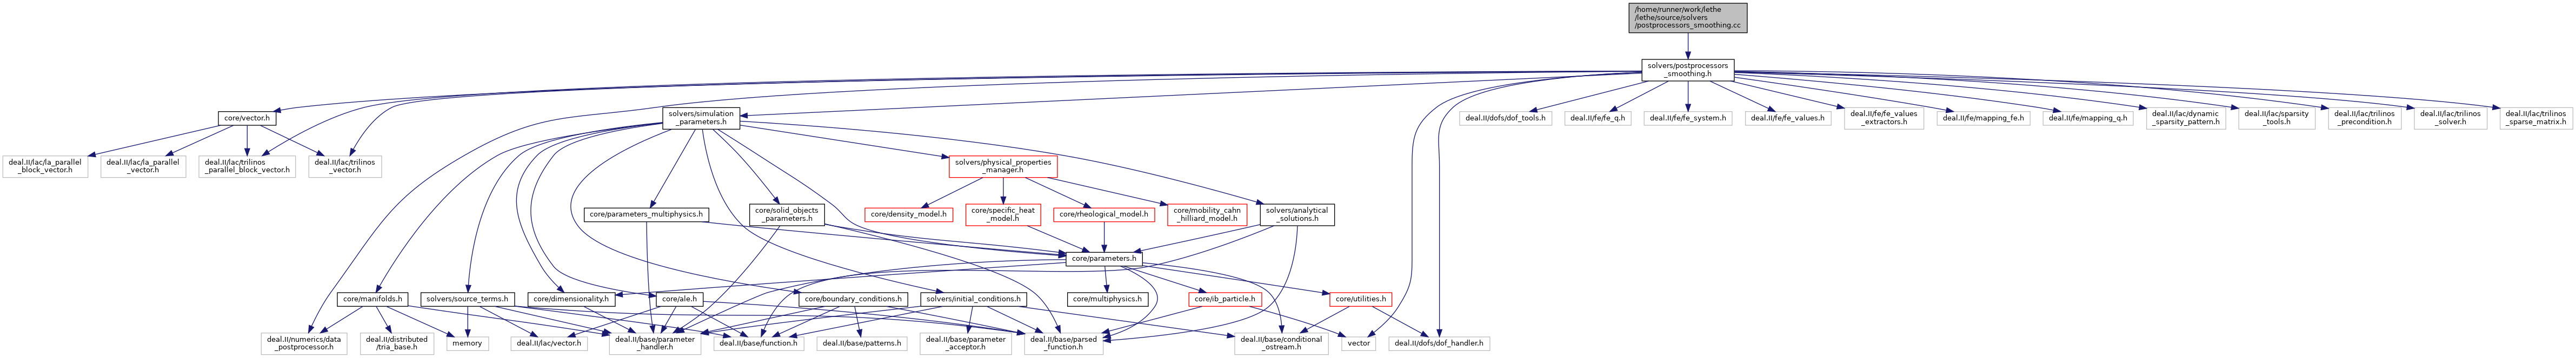 /home/runner/work/lethe
/lethe/source/solvers
/postprocessors_smoothing.cc
solvers/postprocessors
_smoothing.h
core/vector.h
solvers/simulation
_parameters.h
deal.II/dofs/dof_tools.h
deal.II/fe/fe_q.h
deal.II/fe/fe_system.h
deal.II/fe/fe_values.h
deal.II/fe/fe_values
_extractors.h
deal.II/fe/mapping_fe.h
deal.II/fe/mapping_q.h
deal.II/lac/dynamic
_sparsity_pattern.h
deal.II/lac/sparsity
_tools.h
deal.II/lac/trilinos
_precondition.h
deal.II/lac/trilinos
_solver.h
deal.II/lac/trilinos
_sparse_matrix.h
deal.II/lac/la_parallel
_block_vector.h
deal.II/lac/la_parallel
_vector.h
deal.II/lac/trilinos
_parallel_block_vector.h
deal.II/lac/trilinos
_vector.h
solvers/physical_properties
_manager.h
core/parameters_multiphysics.h
core/solid_objects
_parameters.h
core/density_model.h
core/specific_heat
_model.h
core/rheological_model.h
core/mobility_cahn
_hilliard_model.h
solvers/analytical
_solutions.h
core/parameters.h
core/manifolds.h
solvers/source_terms.h
core/dimensionality.h
core/ale.h
core/boundary_conditions.h
solvers/initial_conditions.h
core/multiphysics.h
core/ib_particle.h
core/utilities.h
deal.II/numerics/data
_postprocessor.h
deal.II/distributed
/tria_base.h
memory
deal.II/lac/vector.h
deal.II/base/parameter
_handler.h
deal.II/base/function.h
deal.II/base/patterns.h
deal.II/base/parameter
_acceptor.h
deal.II/base/parsed
_function.h
deal.II/base/conditional
_ostream.h
vector
deal.II/dofs/dof_handler.h